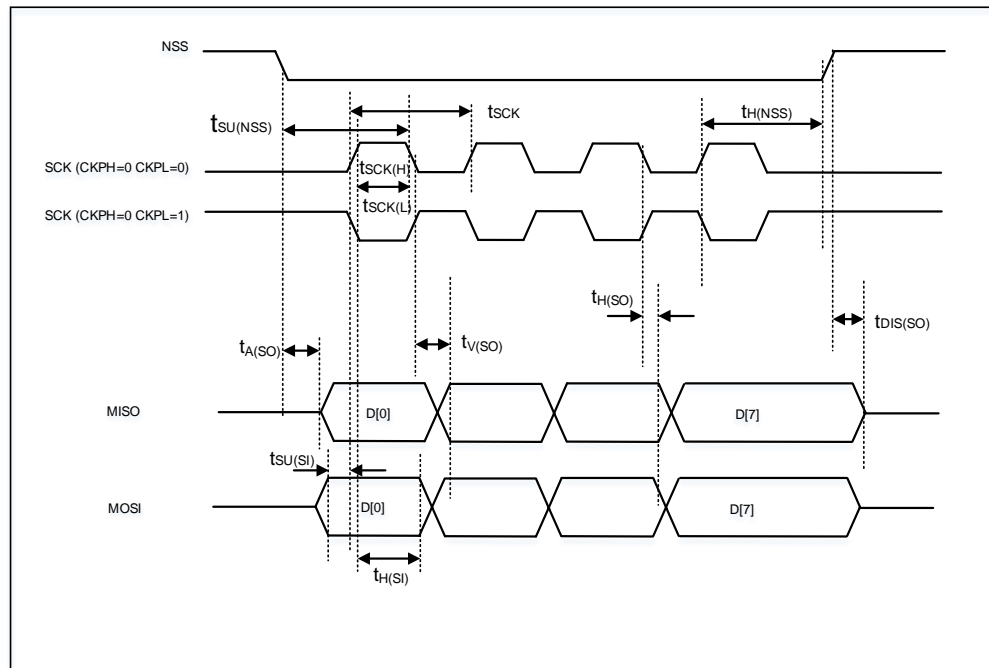 NSS
tSCK
tH(NSS)
tSU(NSS)
SCK (CKPH=0 CKPL=0)
tSCK(H)
tSCK(L)
SCK (CKPH=0 CKPL=1)
tH(SO)
tDIS(SO)
tA(SO)
tV(SO)
MISO
D[0]
D[7]
tSU(SI)
MOSI
D[0]
D[7]
tH(SI)